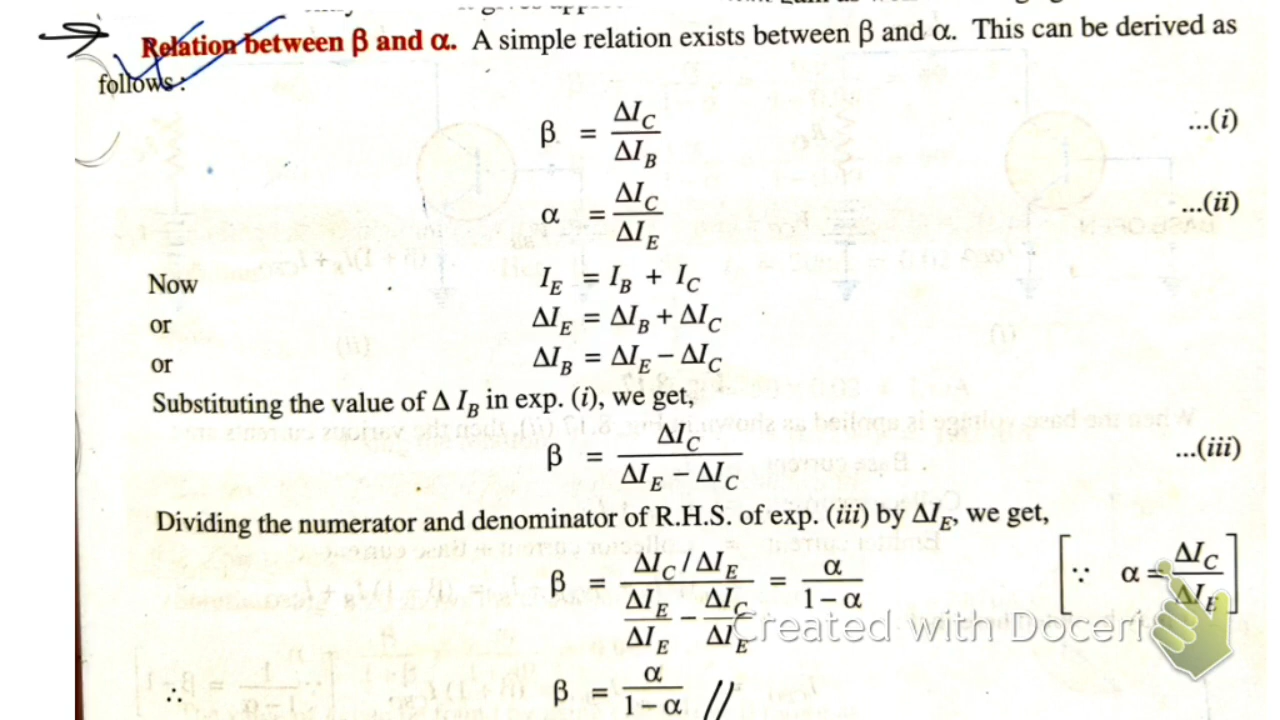 Relation between β and α. A simple relation exists between β and α. This can be derived as
follows :
β = ΔI_C / ΔI_B ...(i)
α = ΔI_C / ΔI_E ...(ii)
Now I_E = I_B + I_C
or ΔI_E = ΔI_B + ΔI_C
or ΔI_B = ΔI_E – ΔI_C
Substituting the value of Δ I_B in exp. (i), we get,
β = ΔI_C / (ΔI_E – ΔI_C) ...(iii)
Dividing the numerator and denominator of R.H.S. of exp. (iii) by ΔI_E, we get,
β = (ΔI_C / ΔI_E) / (ΔI_E / ΔI_E – ΔI_C / ΔI_E) = α / (1 – α) [∵ α = ΔI_C / ΔI_E]
Created with Doceri
∴ β = α / (1 – α) //